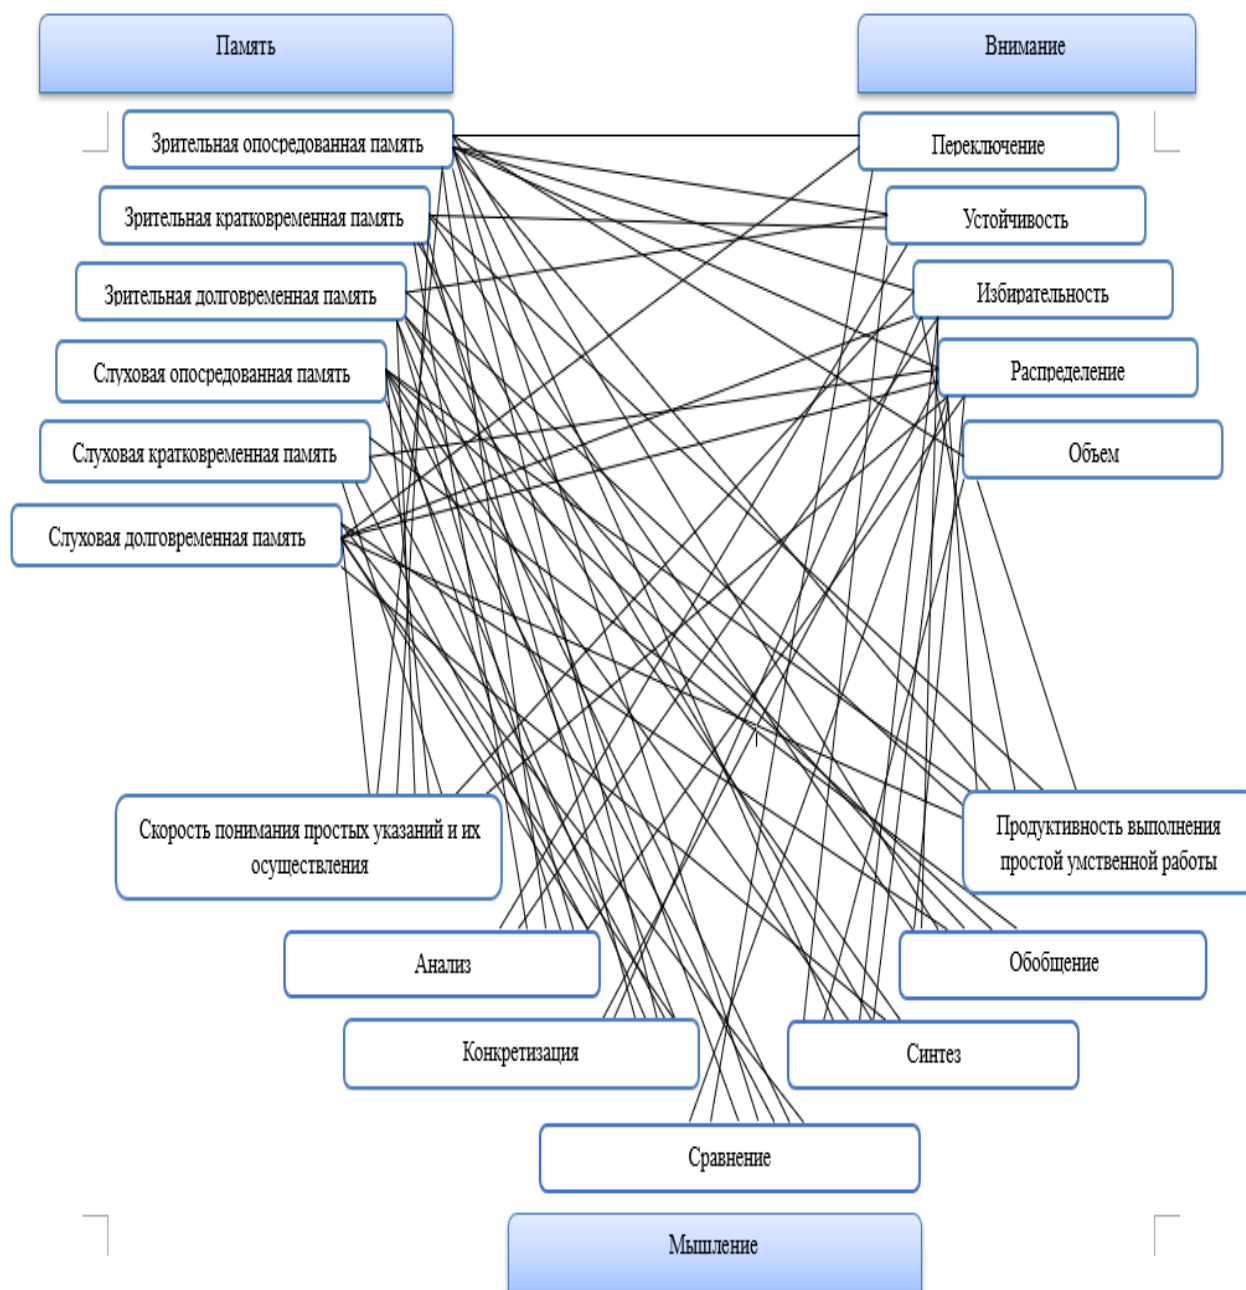 Память
Внимание
Зрительная опосредованная память
Переключение
Зрительная кратковременная память
Устойчивость
Зрительная долговременная память
Избирательность
Слуховая опосредованная память
Распределение
Слуховая кратковременная память
Объем
Слуховая долговременная память
Скорость понимания простых указаний и их
осуществления
Продуктивность выполнения
простой умственной работы
Анализ
Обобщение
Конкретизация
Синтез
Сравнение
Мышление